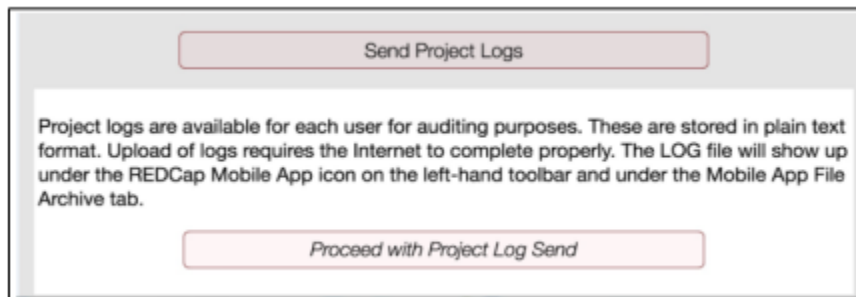 Send Project Logs
Project logs are available for each user for auditing purposes. These are stored in plain text
format. Upload of logs requires the Internet to complete properly. The LOG file will show up
under the REDCap Mobile App icon on the left-hand toolbar and under the Mobile App File
Archive tab.
Proceed with Project Log Send